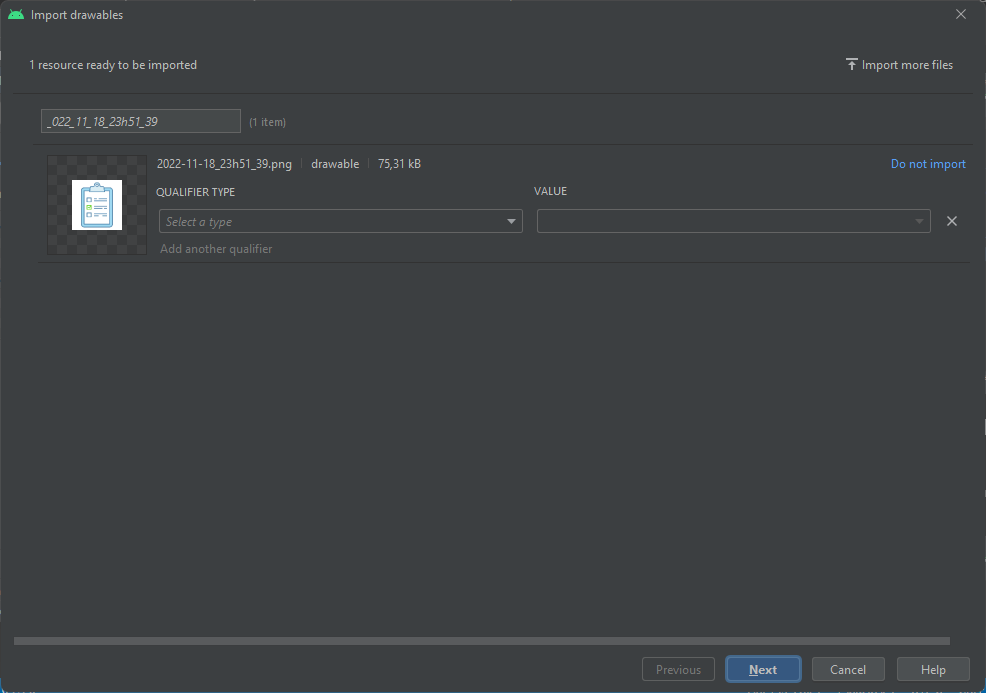 Import drawables
1 resource ready to be imported
Import more files
_022_11_18_23h51_39 (1 item)
2022-11-18_23h51_39.png drawable 75,31 kB Do not import
QUALIFIER TYPE VALUE
Select a type
Add another qualifier
Previous Next Cancel Help